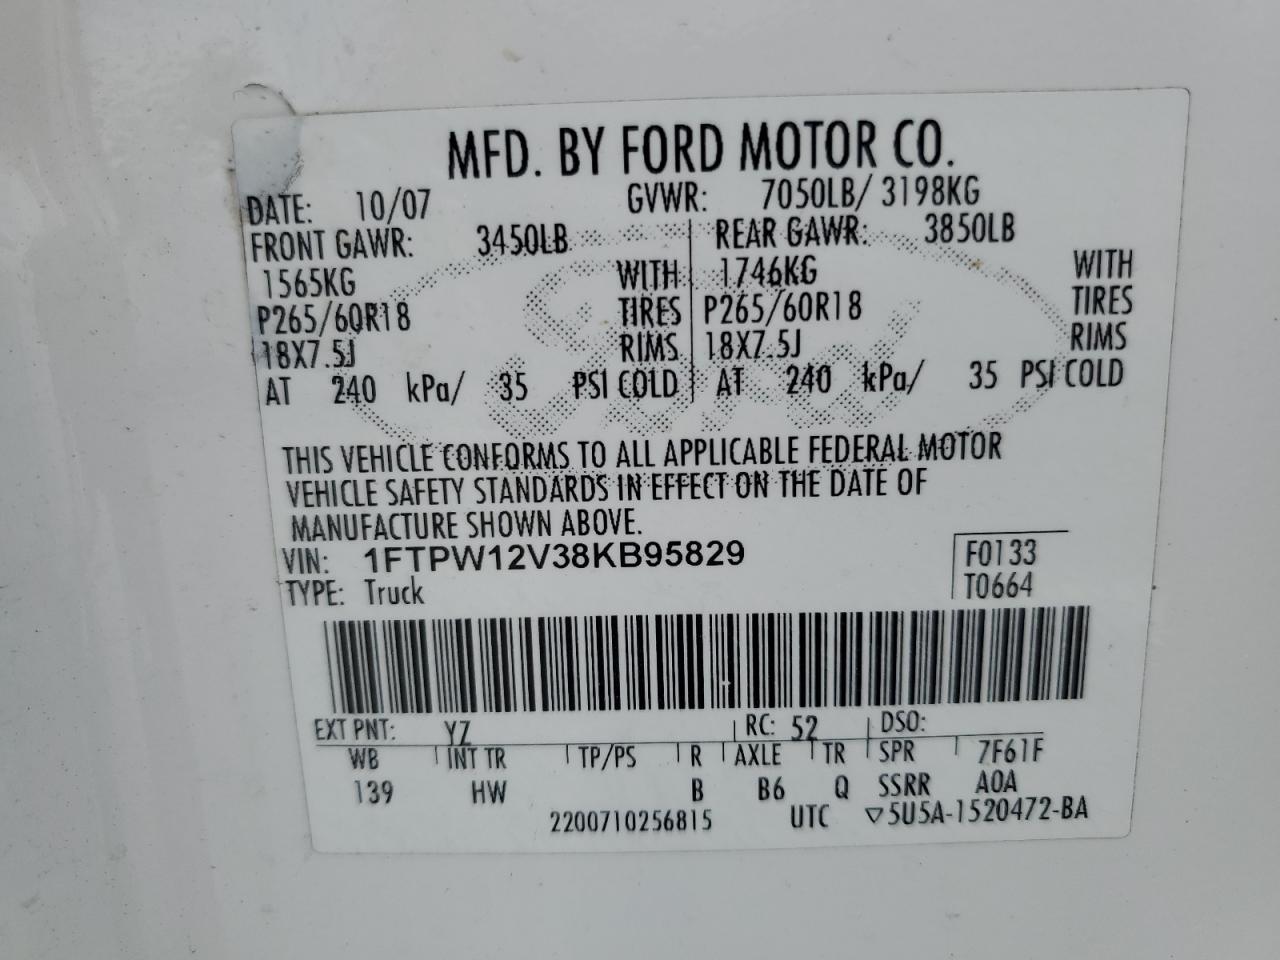 MFD. BY FORD MOTOR CO.
DATE: 10/07 GVWR: 7050LB/ 3198KG
FRONT GAWR: 3450LB REAR GAWR: 3850LB
1565KG WITH 1746KG WITH
P265/60R18 TIRES P265/60R18 TIRES
18X7.5J RIMS 18X7.5J RIMS
AT 240 kPa/ 35 PSI COLD AT 240 kPa/ 35 PSI COLD
Ford
THIS VEHICLE CONFORMS TO ALL APPLICABLE FEDERAL MOTOR
VEHICLE SAFETY STANDARDS IN EFFECT ON THE DATE OF
MANUFACTURE SHOWN ABOVE.
VIN: 1FTPW12V38KB95829 F0133
TYPE: Truck T0664
EXT PNT: YZ RC: 52 DSO:
WB INT TR TP/PS R AXLE TR SPR 7F61F
139 HW B B6 Q SSRR A0A
2200710256815 UTC ▽5U5A-1520472-BA